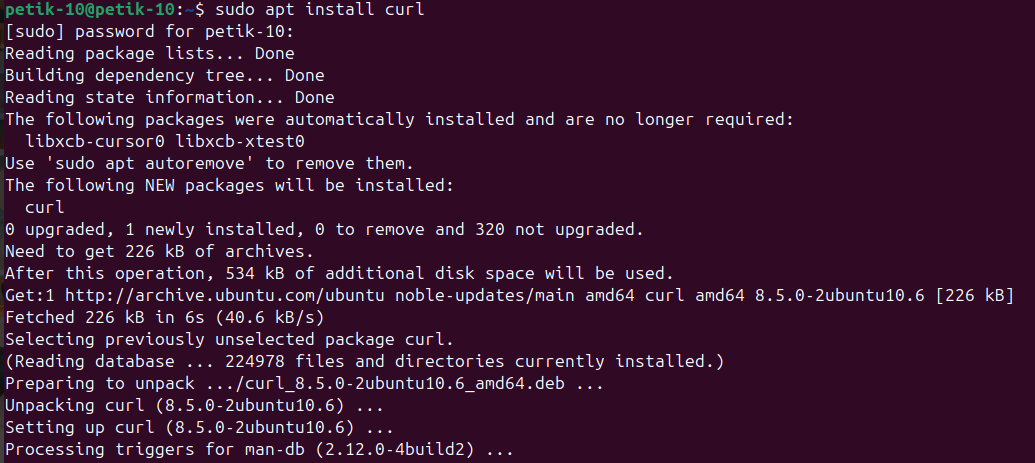 petik-10@petik-10:~$ sudo apt install curl
[sudo] password for petik-10:
Reading package lists... Done
Building dependency tree... Done
Reading state information... Done
The following packages were automatically installed and are no longer required:
  libxcb-cursor0 libxcb-xtest0
Use 'sudo apt autoremove' to remove them.
The following NEW packages will be installed:
  curl
0 upgraded, 1 newly installed, 0 to remove and 320 not upgraded.
Need to get 226 kB of archives.
After this operation, 534 kB of additional disk space will be used.
Get:1 http://archive.ubuntu.com/ubuntu noble-updates/main amd64 curl amd64 8.5.0-2ubuntu10.6 [226 kB]
Fetched 226 kB in 6s (40.6 kB/s)
Selecting previously unselected package curl.
(Reading database ... 224978 files and directories currently installed.)
Preparing to unpack .../curl_8.5.0-2ubuntu10.6_amd64.deb ...
Unpacking curl (8.5.0-2ubuntu10.6) ...
Setting up curl (8.5.0-2ubuntu10.6) ...
Processing triggers for man-db (2.12.0-4build2) ...